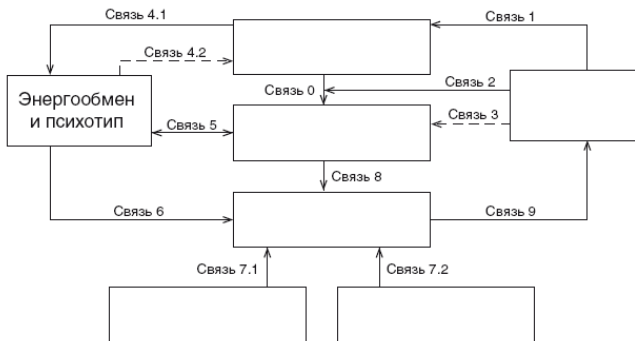 Связь 4.1
Связь 1
Связь 4.2
Связь 0
Связь 2
Энергообмен
и психотип
Связь 5
Связь 3
Связь 8
Связь 6
Связь 9
Связь 7.1
Связь 7.2